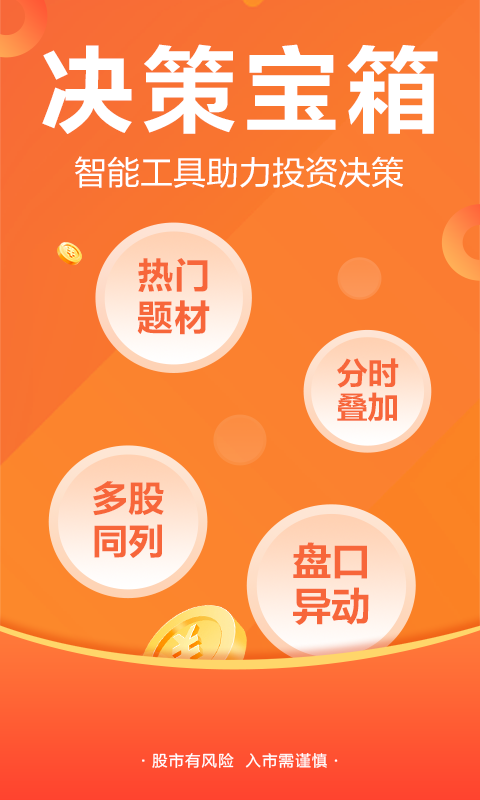 决策宝箱
智能工具助力投资决策
热门
题材
分时
叠加
多股
同列
盘口
异动
· 股市有风险 入市需谨慎 ·